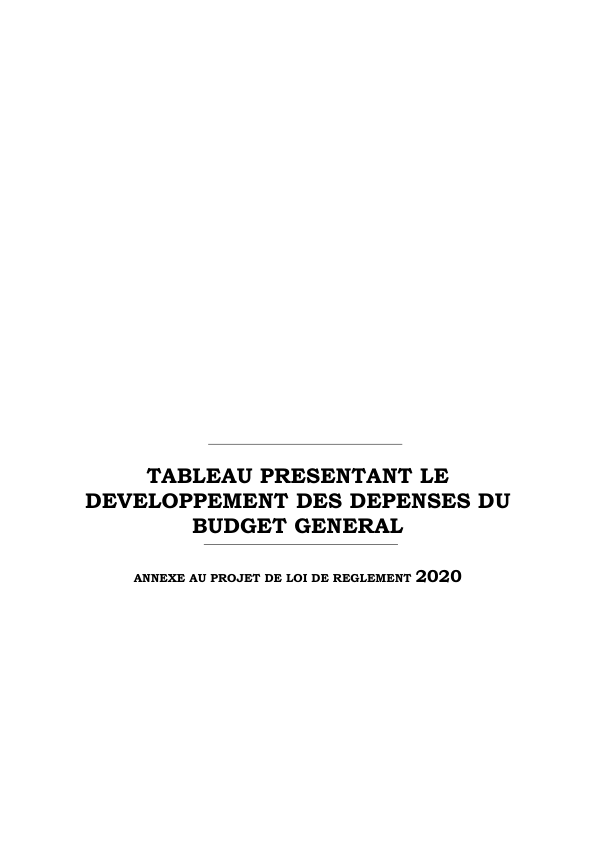 TABLEAU PRESENTANT LE
DEVELOPPEMENT DES DEPENSES DU
BUDGET GENERAL
ANNEXE AU PROJET DE LOI DE REGLEMENT 2020